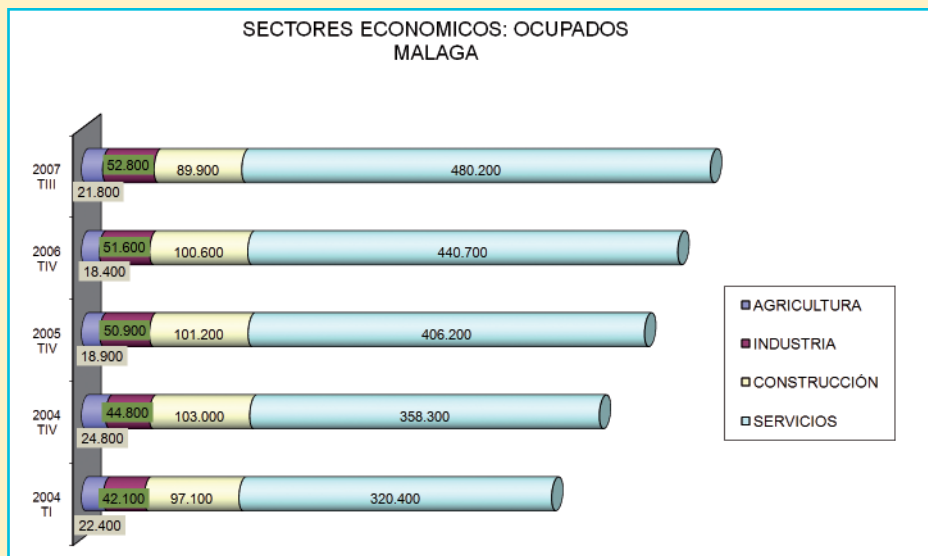 SECTORES ECONOMICOS: OCUPADOS
MALAGA
2007
TIII
52.800
89.900
480.200
21.800
2006
TIV
51.600
100.600
440.700
18.400
2005
TIV
50.900
101.200
406.200
18.900
2004
TIV
44.800
103.000
358.300
24.800
2004
TI
42.100
97.100
320.400
22.400
AGRICULTURA
INDUSTRIA
CONSTRUCCIÓN
SERVICIOS